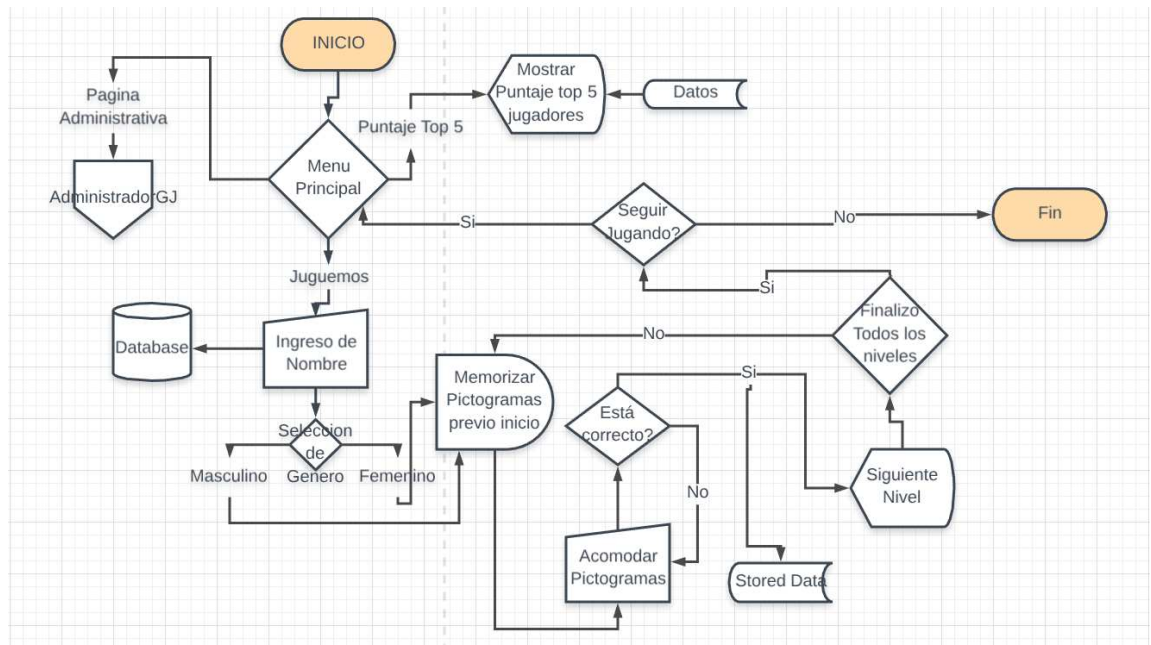 INICIO
Mostrar
Puntaje top 5
jugadores
Datos
Pagina
Administrativa
Puntaje Top 5
Menu
Principal
AdministradorGJ
Seguir
Jugando?
Si
No
Fin
Juguemos
Si
Finalizo
Todos los
niveles
No
Database
Ingreso de
Nombre
Memorizar
Pictogramas
previo inicio
Si
Está
correcto?
Seleccion
de
Genero
Masculino
Femenino
No
Siguiente
Nivel
Acomodar
Pictogramas
Stored Data